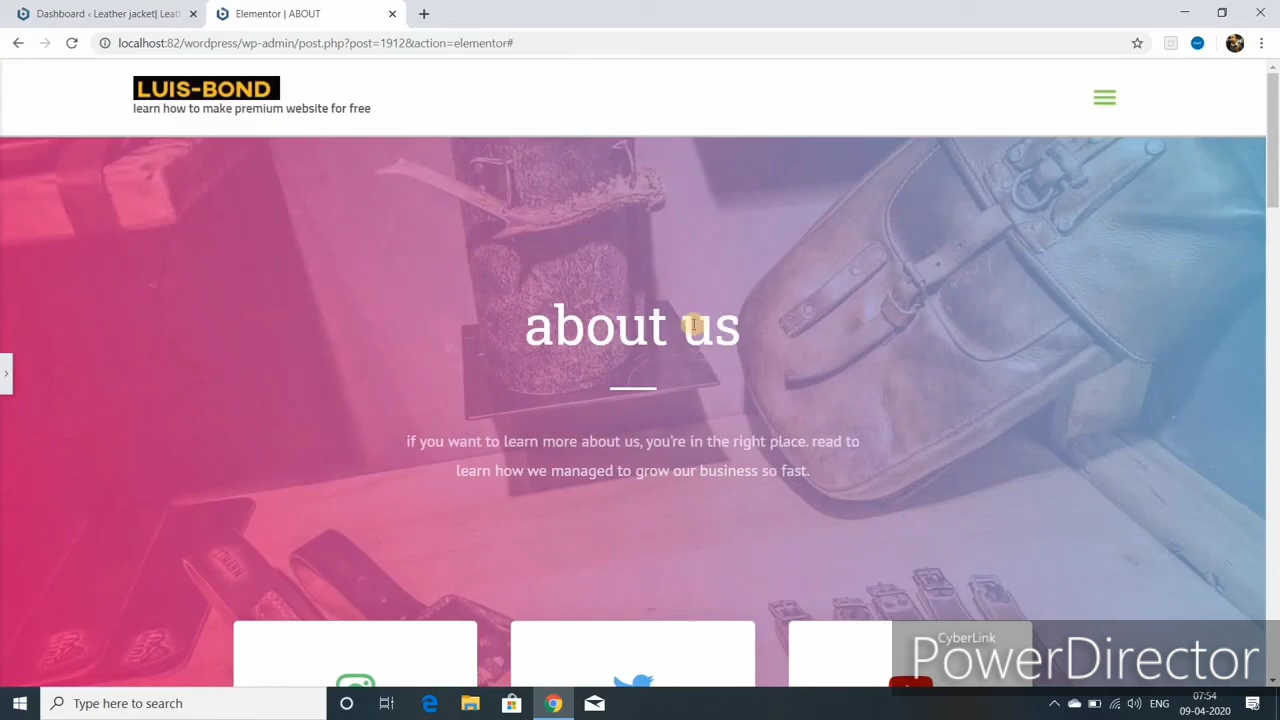 Dashboard ‹ Leather jacket| Leat
Elementor | ABOUT
localhost:82/wordpress/wp-admin/post.php?post=1912&action=elementor#
LUIS-BOND
learn how to make premium website for free
about us
if you want to learn more about us, you're in the right place. read to
learn how we managed to grow our business so fast.
CyberLink
PowerDirector
Type here to search
ENG
07:54
09-04-2020